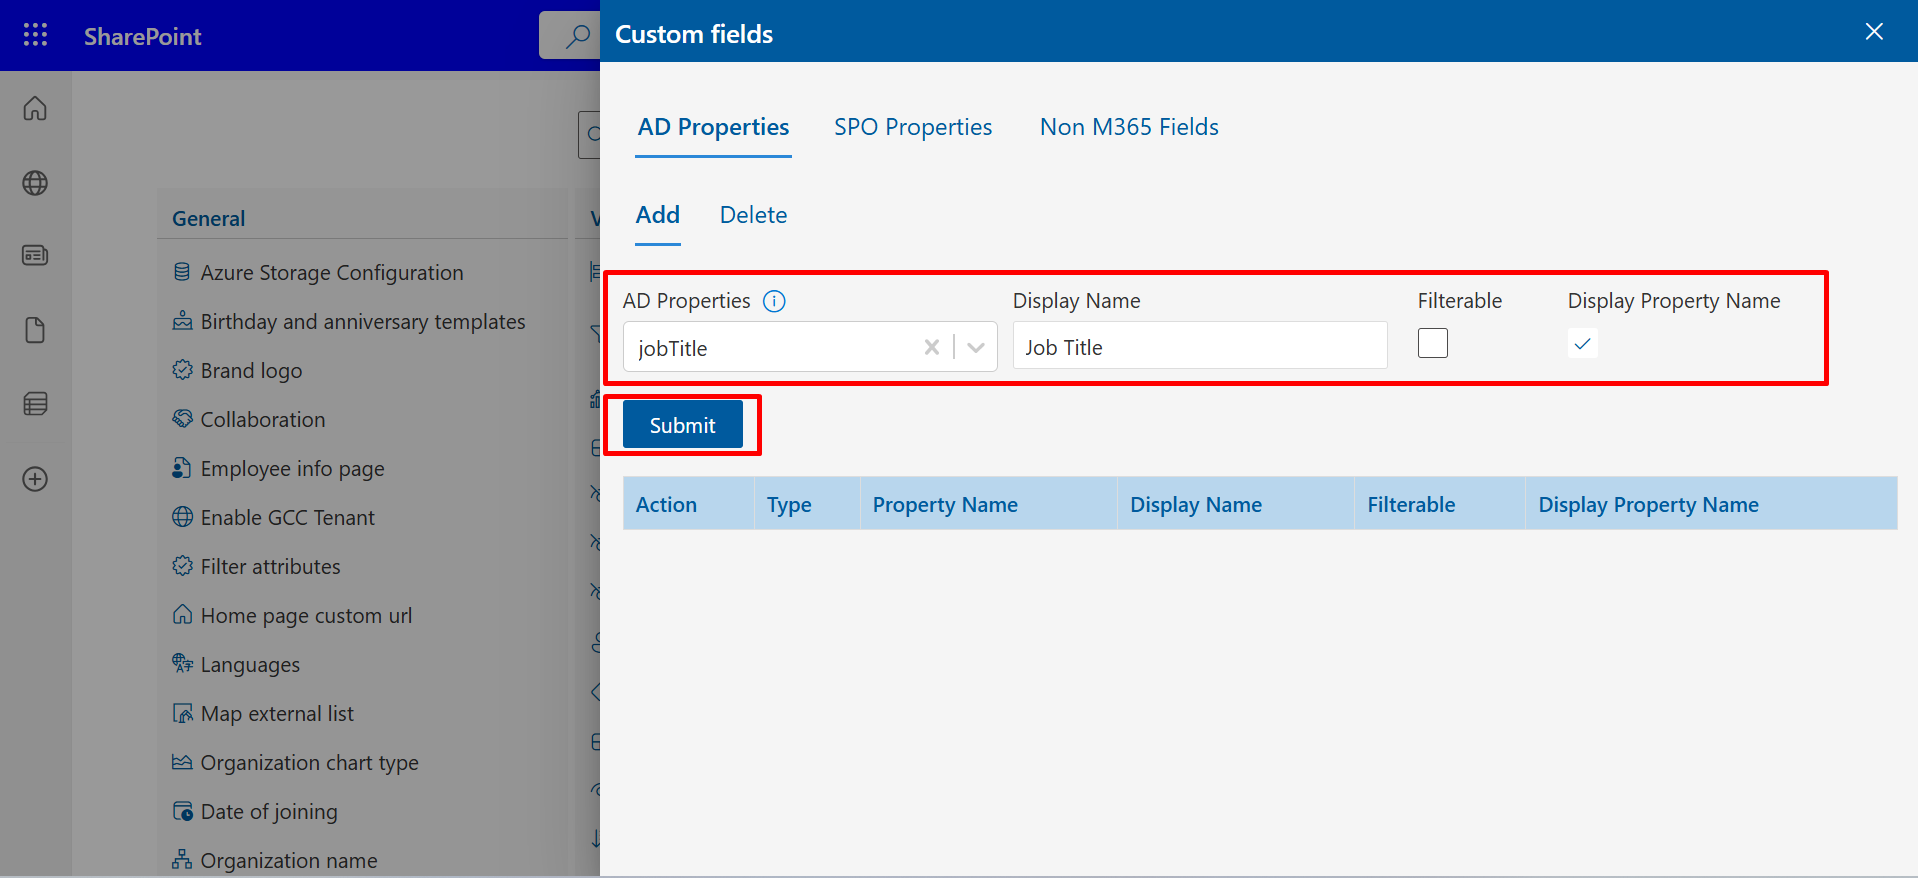 SharePoint
Custom fields
AD Properties
SPO Properties
Non M365 Fields
Add
Delete
AD Properties
Display Name
Filterable
Display Property Name
jobTitle
Job Title
Submit
Action
Type
Property Name
Display Name
Filterable
Display Property Name
General
Azure Storage Configuration
Birthday and anniversary templates
Brand logo
Collaboration
Employee info page
Enable GCC Tenant
Filter attributes
Home page custom url
Languages
Map external list
Organization chart type
Date of joining
Organization name